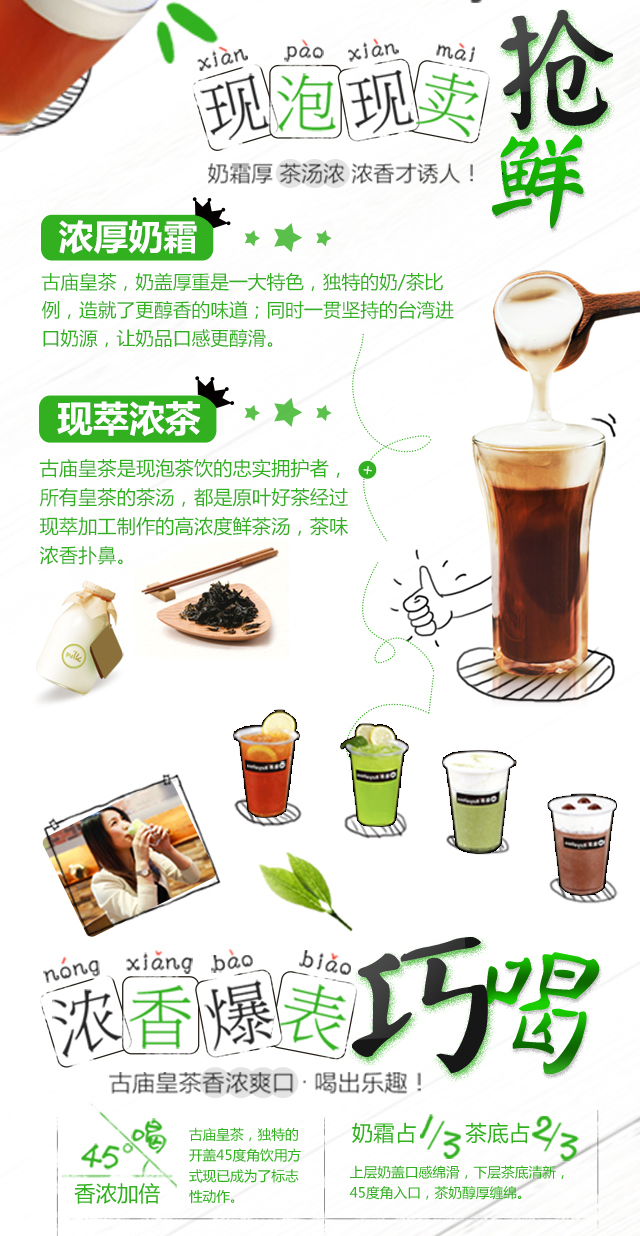 xiàn pào xiàn mài
现泡现卖
抢鲜
奶霜厚 茶汤浓 浓香才诱人！
浓厚奶霜
古庙皇茶，奶盖厚重是一大特色，独特的奶/茶比
例，造就了更醇香的味道；同时一贯坚持的台湾进
口奶源，让奶品口感更醇滑。
现萃浓茶
古庙皇茶是现泡茶饮的忠实拥护者，
所有皇茶的茶汤，都是原叶好茶经过
现萃加工制作的高浓度鲜茶汤，茶味
浓香扑鼻。
milk
nóng xiāng bào biǎo
浓香爆表
巧喝
古庙皇茶香浓爽口·喝出乐趣！
45°喝
香浓加倍
古庙皇茶，独特的
开盖45度角饮用方
式现已成为了标志
性动作。
奶霜占1/3茶底占2/3
上层奶盖口感绵滑，下层茶底清新，
45度角入口，茶奶醇厚缠绵。